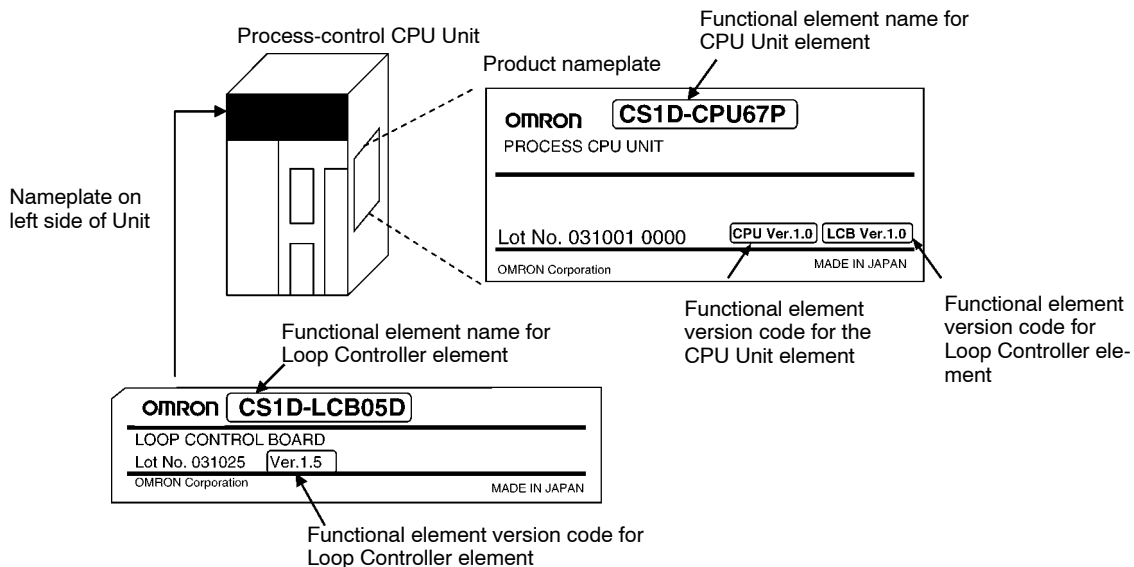 Functional element name for
CPU Unit element
Process-control CPU Unit
Product nameplate
OMRON CS1D-CPU67P
PROCESS CPU UNIT
Nameplate on
left side of Unit
Lot No. 031001 0000 CPU Ver.1.0 LCB Ver.1.0
OMRON Corporation MADE IN JAPAN
Functional element
version code for the
CPU Unit element
Functional element
version code for
Loop Controller ele-
ment
Functional element name for
Loop Controller element
OMRON CS1D-LCB05D
LOOP CONTROL BOARD
Lot No. 031025 Ver.1.5
OMRON Corporation MADE IN JAPAN
Functional element version code for
Loop Controller element